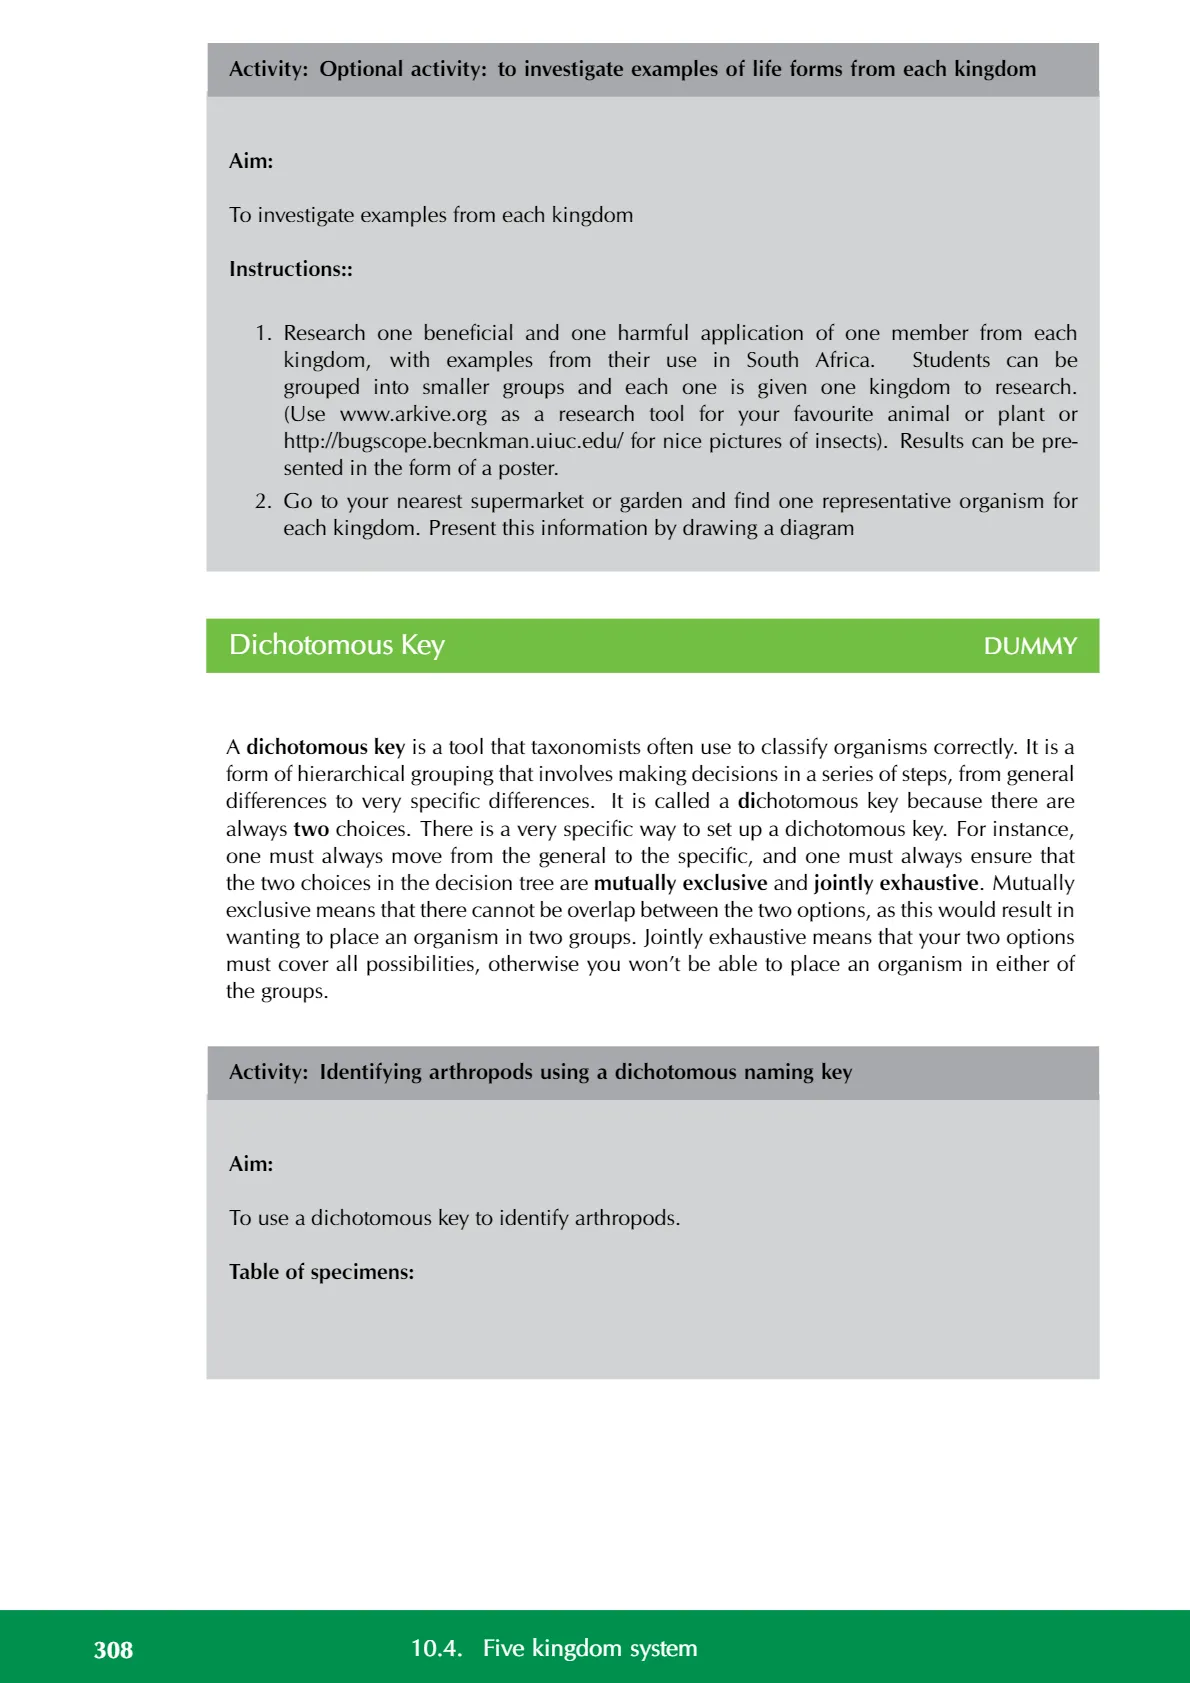 Activity: Optional activity: to investigate examples of life forms from each kingdom
Aim:
To investigate examples from each kingdom
Instructions::
1. Research one beneficial and one harmful application of one member from each
kingdom, with examples from their use in South Africa. Students can be
grouped into smaller groups and each one is given one kingdom to research.
(Use www.arkive.org as a research tool for your favourite animal or plant or
http://bugscope.becnkman.uiuc.edu/ for nice pictures of insects). Results can be pre-
sented in the form of a poster.
2. Go to your nearest supermarket or garden and find one representative organism for
each kingdom. Present this information by drawing a diagram
Dichotomous Key DUMMY
A dichotomous key is a tool that taxonomists often use to classify organisms correctly. It is a
form of hierarchical grouping that involves making decisions in a series of steps, from general
differences to very specific differences. It is called a dichotomous key because there are
always two choices. There is a very specific way to set up a dichotomous key. For instance,
one must always move from the general to the specific, and one must always ensure that
the two choices in the decision tree are mutually exclusive and jointly exhaustive. Mutually
exclusive means that there cannot be overlap between the two options, as this would result in
wanting to place an organism in two groups. Jointly exhaustive means that your two options
must cover all possibilities, otherwise you won't be able to place an organism in either of
the groups.
Activity: Identifying arthropods using a dichotomous naming key
Aim:
To use a dichotomous key to identify arthropods.
Table of specimens:
308 10.4. Five kingdom system